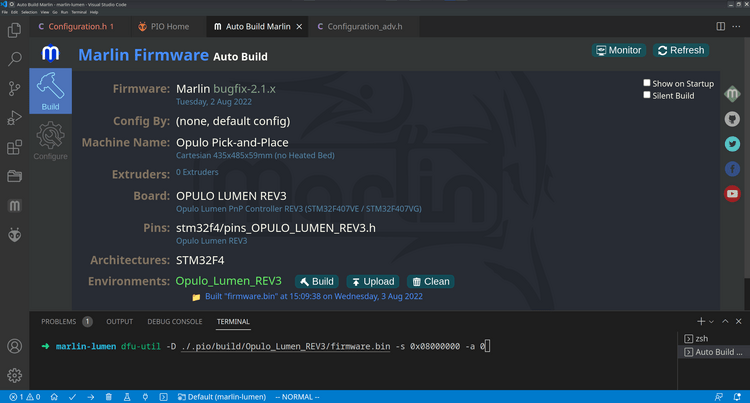 Auto Build Marlin - marlin-lumen - Visual Studio Code
File Edit Selection View Go Run Terminal Help
Configuration.h 1
PIO Home
Auto Build Marlin
Configuration_adv.h
Marlin Firmware Auto Build
Monitor
Refresh
Build
Configure
Show on Startup
Silent Build
Firmware: Marlin bugfix-2.1.x
Tuesday, 2 Aug 2022
Config By: (none, default config)
Machine Name: Opulo Pick-and-Place
Cartesian 435x485x59mm (no Heated Bed)
Extruders: 0 Extruders
Board: OPULO LUMEN REV3
Opulo Lumen PnP Controller REV3 (STM32F407VE / STM32F407VG)
Pins: stm32f4/pins_OPULO_LUMEN_REV3.h
Opulo Lumen REV3
Architectures: STM32F4
Environments: Opulo_Lumen_REV3 Build Upload Clean
Built "firmware.bin" at 15:09:38 on Wednesday, 3 Aug 2022
PROBLEMS 1 OUTPUT DEBUG CONSOLE TERMINAL
marlin-lumen dfu-util -D ./.pio/build/Opulo_Lumen_REV3/firmware.bin -s 0x08000000 -a 0
zsh
Auto Build ...
1 0 Default (marlin-lumen) -- NORMAL --